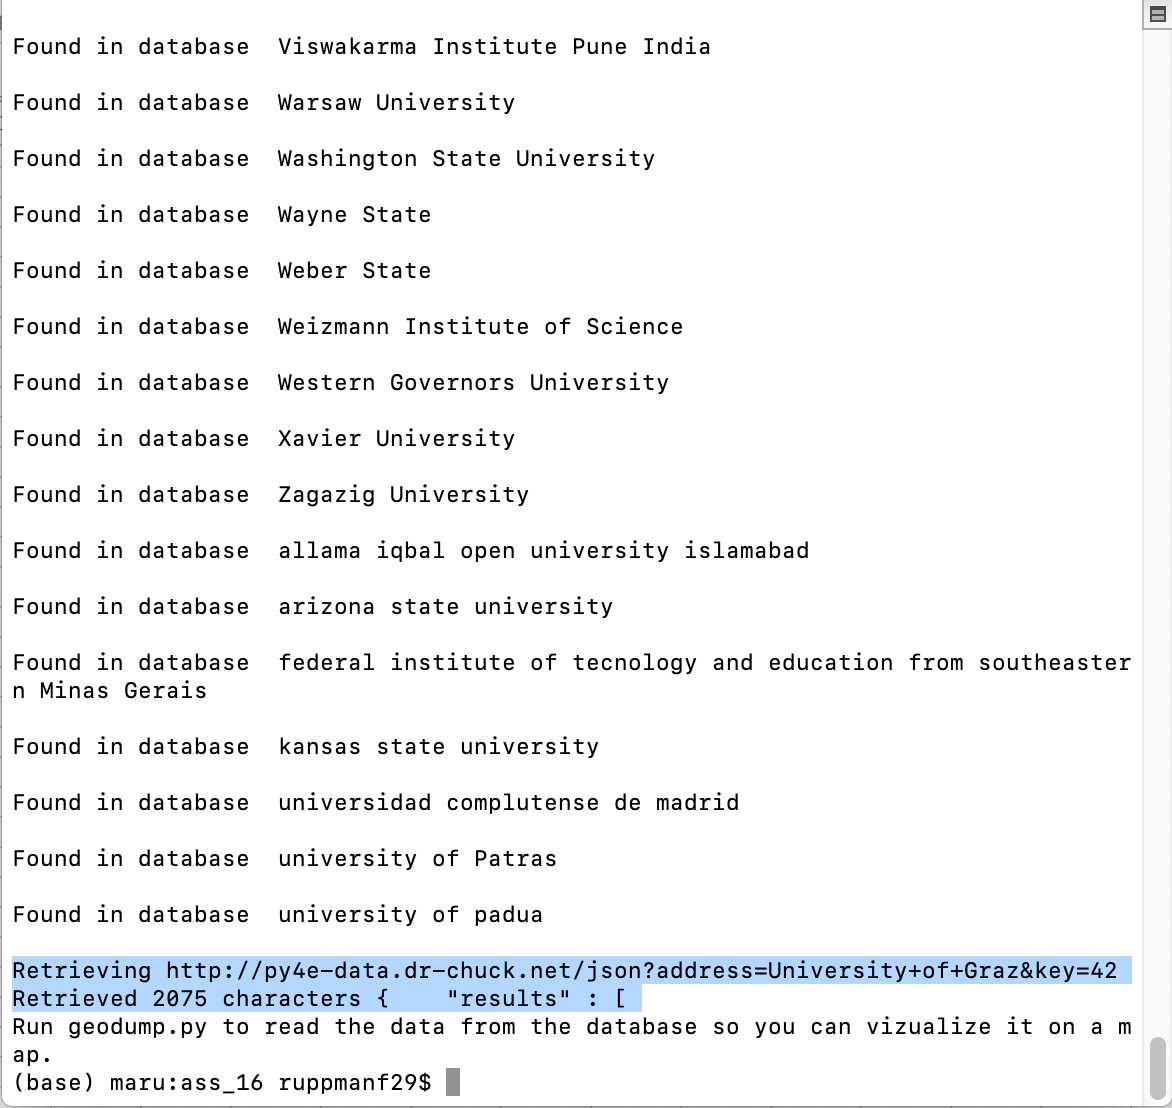 Found in database  Viswakarma Institute Pune India
Found in database  Warsaw University
Found in database  Washington State University
Found in database  Wayne State
Found in database  Weber State
Found in database  Weizmann Institute of Science
Found in database  Western Governors University
Found in database  Xavier University
Found in database  Zagazig University
Found in database  allama iqbal open university islamabad
Found in database  arizona state university
Found in database  federal institute of tecnology and education from southeaster
n Minas Gerais
Found in database  kansas state university
Found in database  universidad complutense de madrid
Found in database  university of Patras
Found in database  university of padua
Retrieving http://py4e-data.dr-chuck.net/json?address=University+of+Graz&key=42
Retrieved 2075 characters {    "results" : [
Run geodump.py to read the data from the database so you can vizualize it on a m
ap.
(base) maru:ass_16 ruppmanf29$